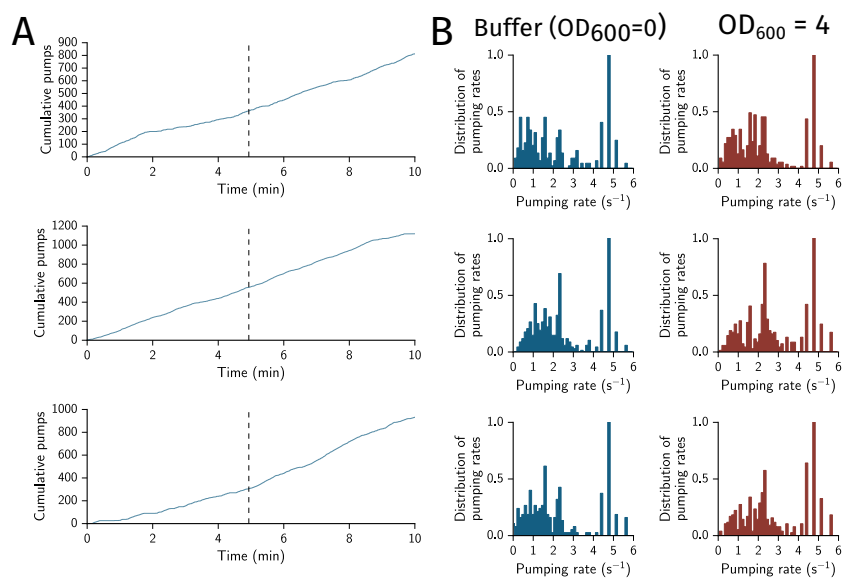 A
B
Buffer (OD600=0)
OD600 = 4
Cumulative pumps
900
800
700
600
500
400
300
200
100
0
0 2 4 6 8 10
Time (min)
Distribution of
pumping rates
1.0
0.5
0.0
0 1 2 3 4 5 6
Pumping rate (s⁻¹)
Distribution of
pumping rates
1.0
0.5
0.0
0 1 2 3 4 5 6
Pumping rate (s⁻¹)
Cumulative pumps
1200
1000
800
600
400
200
0
0 2 4 6 8 10
Time (min)
Distribution of
pumping rates
1.0
0.5
0.0
0 1 2 3 4 5 6
Pumping rate (s⁻¹)
Distribution of
pumping rates
1.0
0.5
0.0
0 1 2 3 4 5 6
Pumping rate (s⁻¹)
Cumulative pumps
1000
800
600
400
200
0
0 2 4 6 8 10
Time (min)
Distribution of
pumping rates
1.0
0.5
0.0
0 1 2 3 4 5 6
Pumping rate (s⁻¹)
Distribution of
pumping rates
1.0
0.5
0.0
0 1 2 3 4 5 6
Pumping rate (s⁻¹)